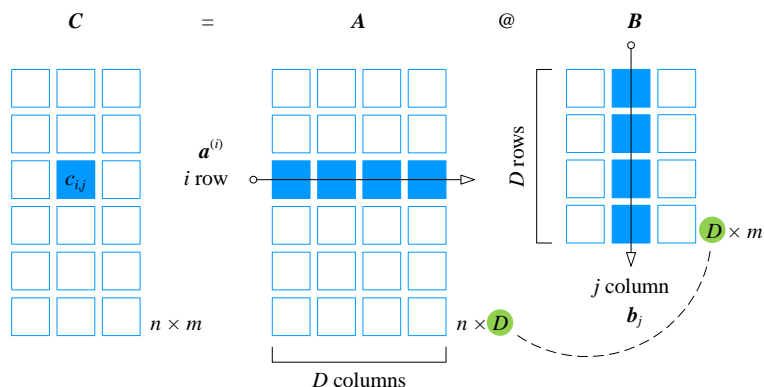 C = A @ B
a^(i)
i row
c_{i,j}
D rows
D × m
j column
b_j
n × m
n × D
D columns